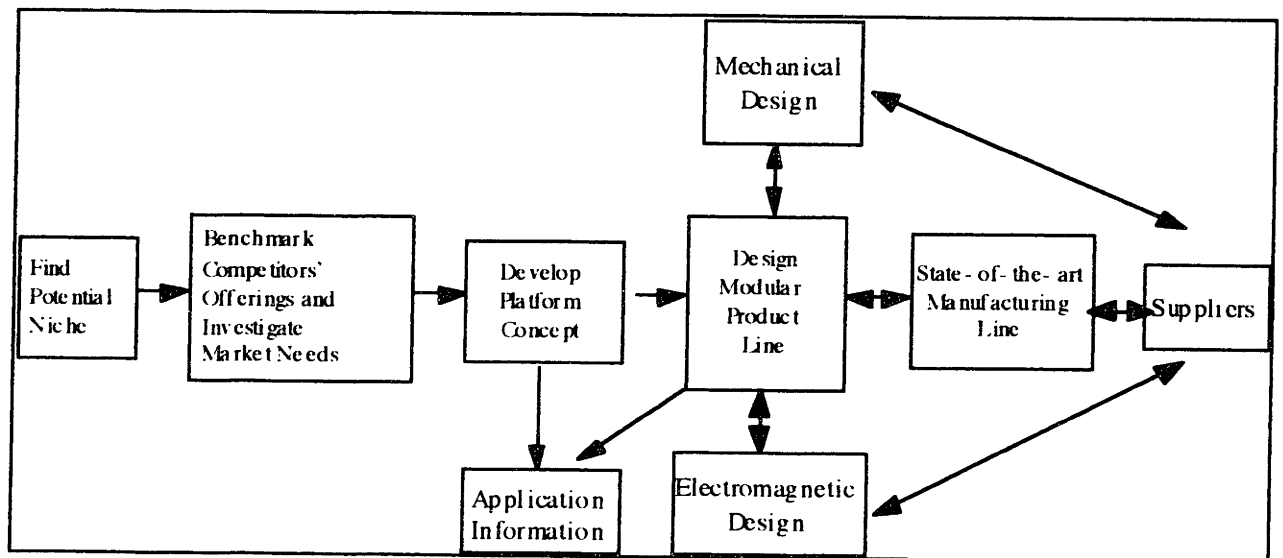 Mechanical
Design
Find
Potential
Niche
Benchmark
Competitors'
Offerings and
Investigate
Market Needs
Develop
Platform
Concept
Design
Modular
Product
Line
State-of-the-art
Manufacturing
Line
Suppliers
Application
Information
Electromagnetic
Design